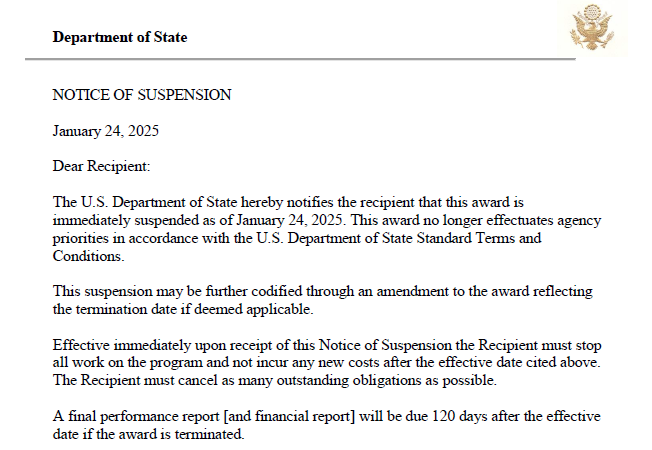 Department of State
NOTICE OF SUSPENSION
January 24, 2025
Dear Recipient:
The U.S. Department of State hereby notifies the recipient that this award is
immediately suspended as of January 24, 2025. This award no longer effectuates agency
priorities in accordance with the U.S. Department of State Standard Terms and
Conditions.
This suspension may be further codified through an amendment to the award reflecting
the termination date if deemed applicable.
Effective immediately upon receipt of this Notice of Suspension the Recipient must stop
all work on the program and not incur any new costs after the effective date cited above.
The Recipient must cancel as many outstanding obligations as possible.
A final performance report [and financial report] will be due 120 days after the effective
date if the award is terminated.